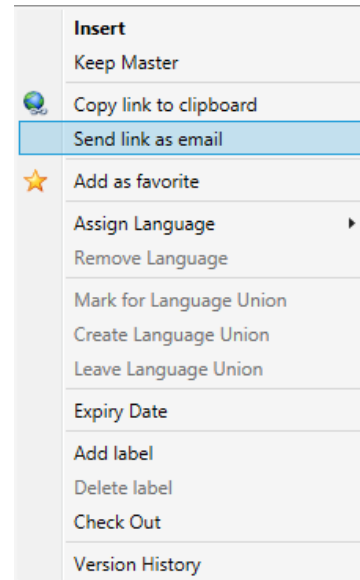 Insert
Keep Master
Copy link to clipboard
Send link as email
Add as favorite
Assign Language
Remove Language
Mark for Language Union
Create Language Union
Leave Language Union
Expiry Date
Add label
Delete label
Check Out
Version History